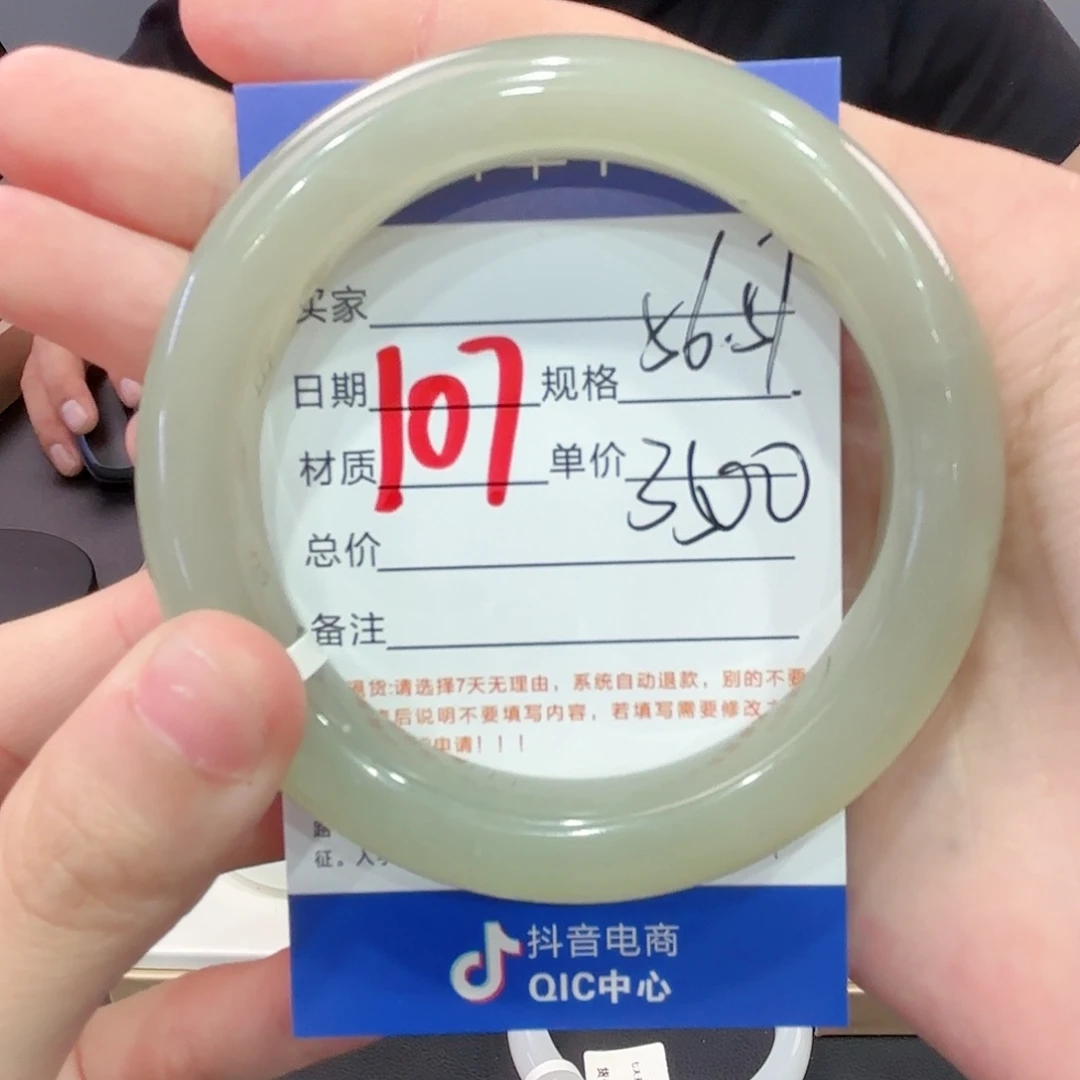 买家
日期 107 规格 56.5
材质 单价 3600
总价
备注
退货:请选择7天无理由，系统自动退款，别的不要
后说明不要填写内容，若填写需要修改
申请！！！
征。
抖音电商
QIC中心